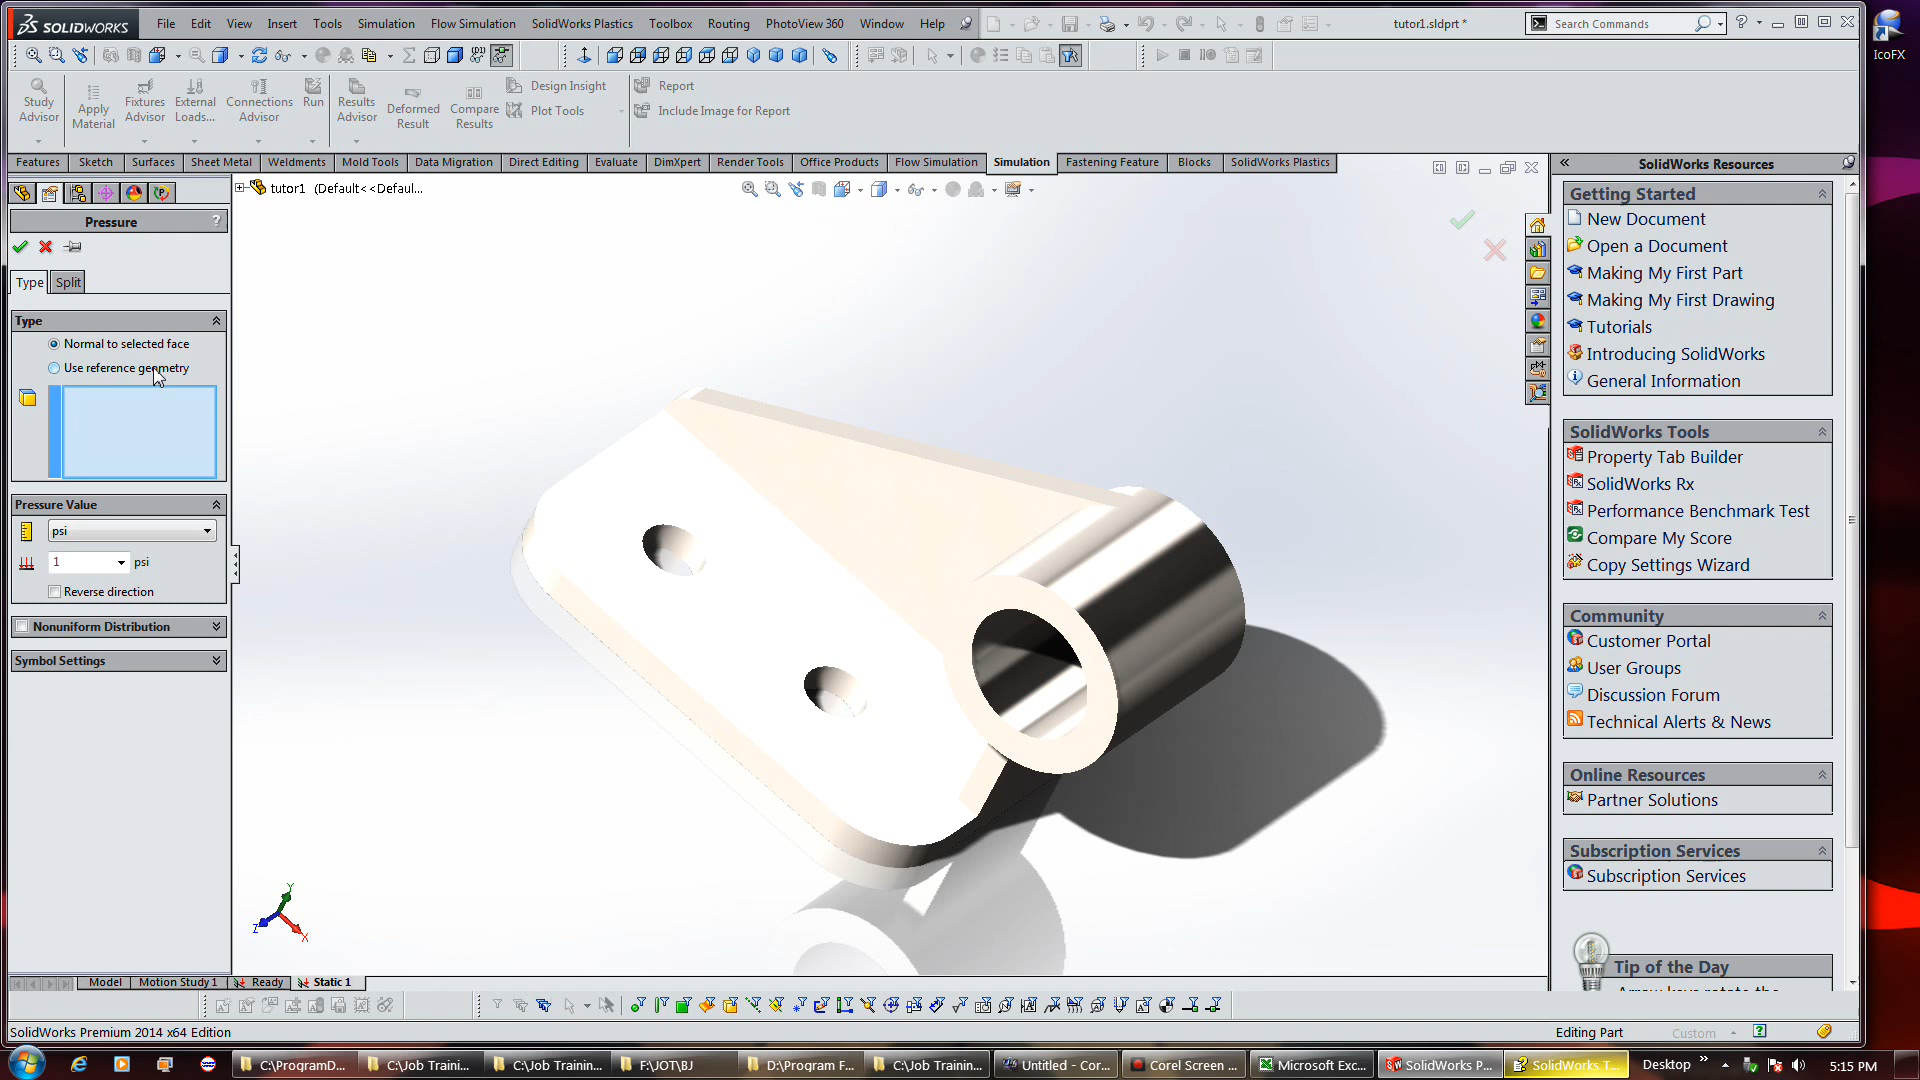 SOLIDWORKS
File Edit View Insert Tools Simulation Flow Simulation SolidWorks Plastics Toolbox Routing PhotoView 360 Window Help
tutor1.sldprt *
Search Commands
IcoFX
Study Advisor
Apply Material
Fixtures Advisor
External Loads...
Connections Advisor
Run
Results Advisor
Deformed Result
Compare Results
Design Insight
Plot Tools
Report
Include Image for Report
Features Sketch Surfaces Sheet Metal Weldments Mold Tools Data Migration Direct Editing Evaluate DimXpert Render Tools Office Products Flow Simulation Simulation Fastening Feature Blocks SolidWorks Plastics
tutor1 (Default<<Defaul...
Pressure ?
Type Split
Type
Normal to selected face
Use reference geometry
Pressure Value
psi
1 psi
Reverse direction
Nonuniform Distribution
Symbol Settings
Y
Z
X
SolidWorks Resources
Getting Started
New Document
Open a Document
Making My First Part
Making My First Drawing
Tutorials
Introducing SolidWorks
General Information
SolidWorks Tools
Property Tab Builder
SolidWorks Rx
Performance Benchmark Test
Compare My Score
Copy Settings Wizard
Community
Customer Portal
User Groups
Discussion Forum
Technical Alerts & News
Online Resources
Partner Solutions
Subscription Services
Subscription Services
Tip of the Day
Arrow keys rotate the
Model Motion Study 1 Ready Static 1
SolidWorks Premium 2014 x64 Edition
Editing Part
Custom
C:\ProgramD...
C:\Job Traini...
C:\Job Trainin...
F:\JOT\BJ
D:\Program F...
C:\Job Trainin...
Untitled - Cor...
Corel Screen ...
Microsoft Exc...
SolidWorks P...
SolidWorks T...
Desktop
5:15 PM